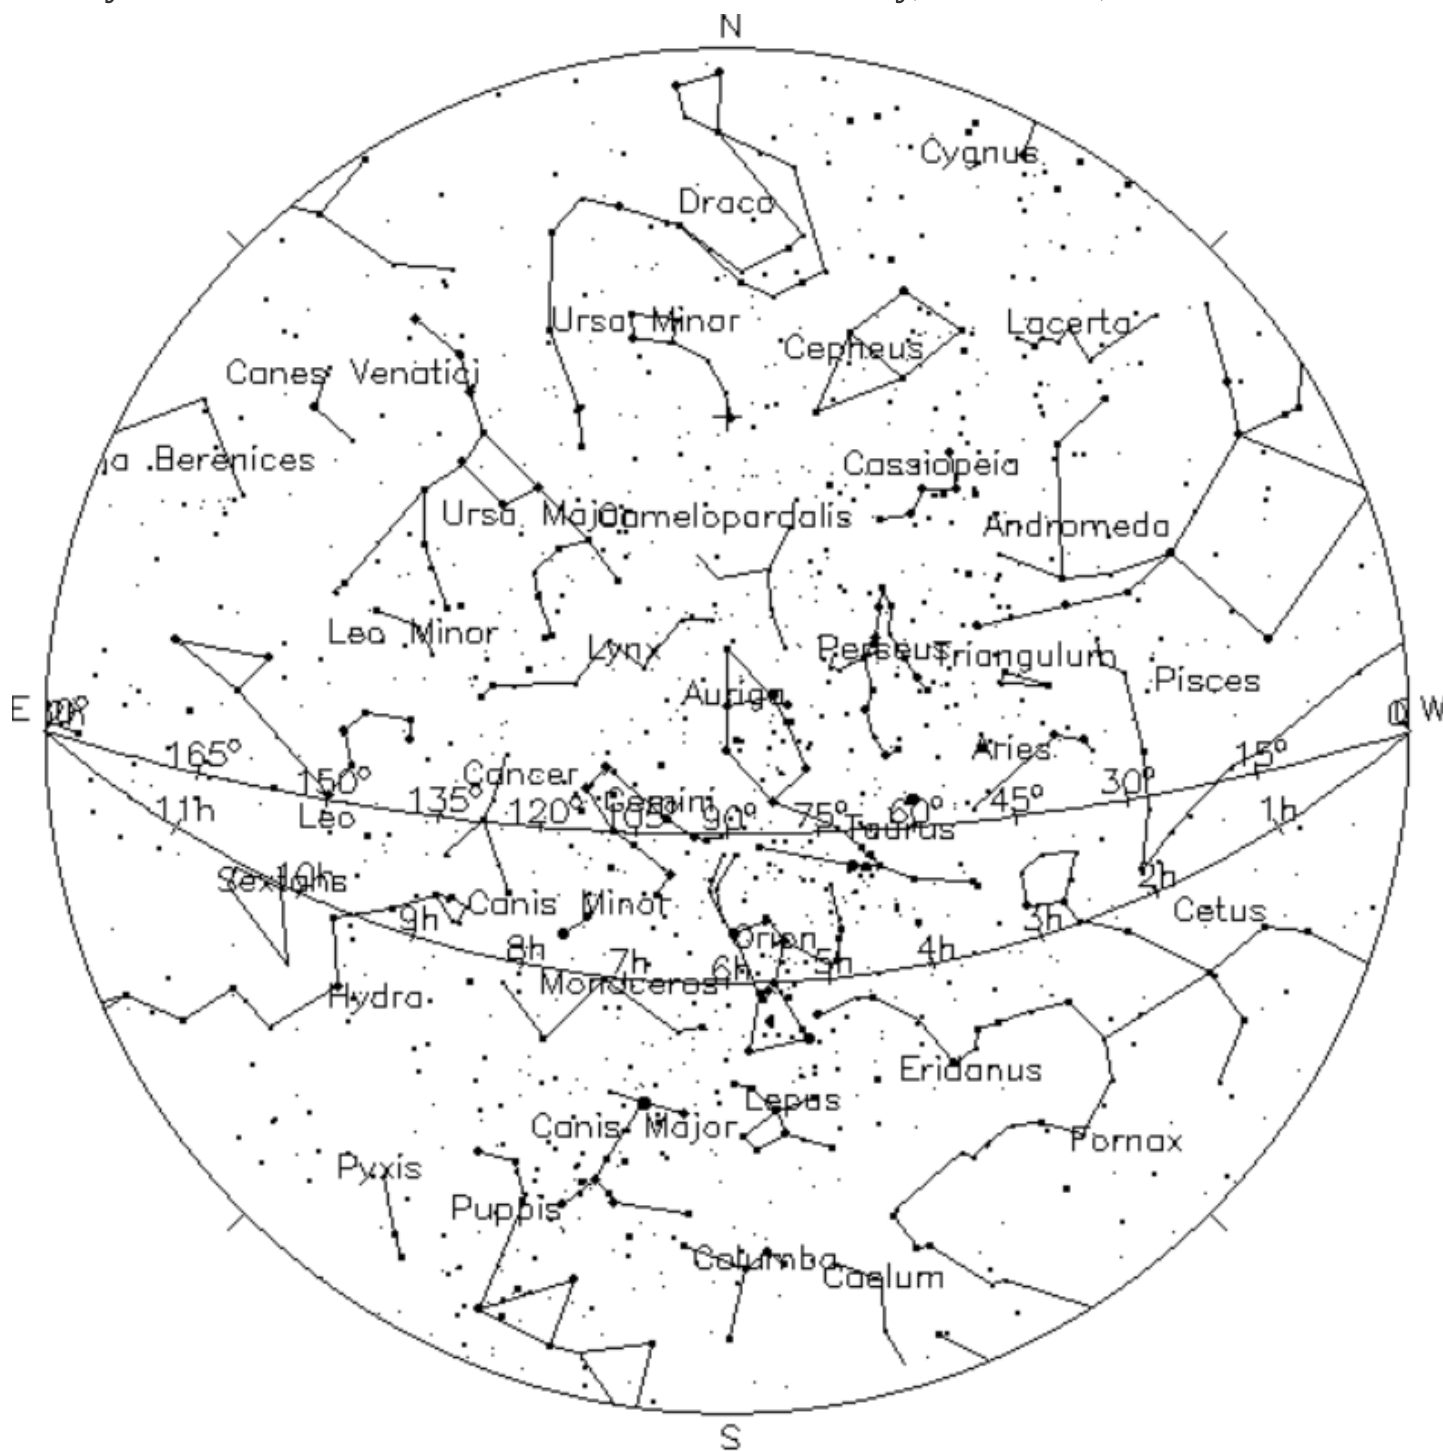 N
Cygnus
Draco
Ursa Minor
Lacerta
Cepheus
Canes Venatici
Berenices
Cassiopeia
Ursa Major
Camelopardalis
Andromeda
Leo Minor
Lynx
Perseus
Triangulum
Pisces
Auriga
E
W
165°
Aries
15°
150°
Cancer
30°
135°
120°
Gemini
105°
90°
75°
60°
45°
11h
Leo
Taurus
1h
Sextans
10h
2h
Canis Minor
9h
3h
Cetus
Orion
8h
7h
6h
5h
4h
Monoceros
Hydra
Eridanus
Lepus
Canis Major
Fornax
Pyxis
Puppis
Columba
Caelum
S